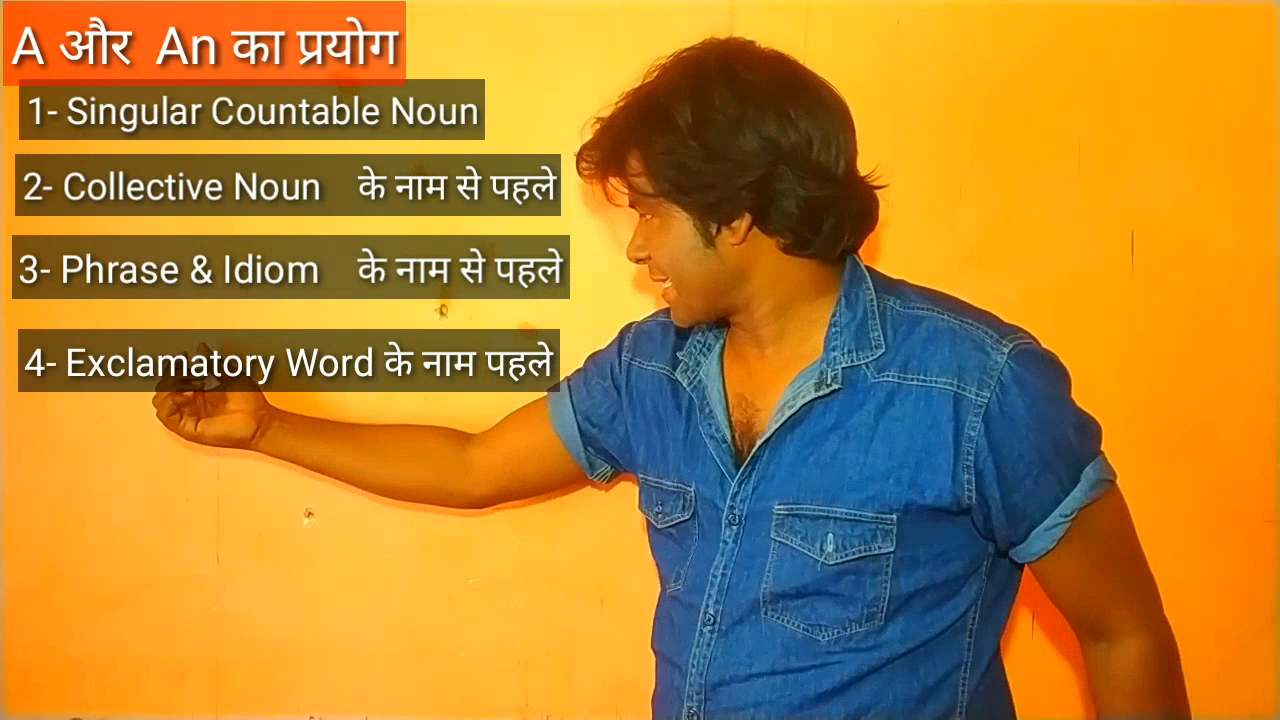 A और An का प्रयोग
1- Singular Countable Noun
2- Collective Noun के नाम से पहले
3- Phrase & Idiom के नाम से पहले
4- Exclamatory Word के नाम पहले